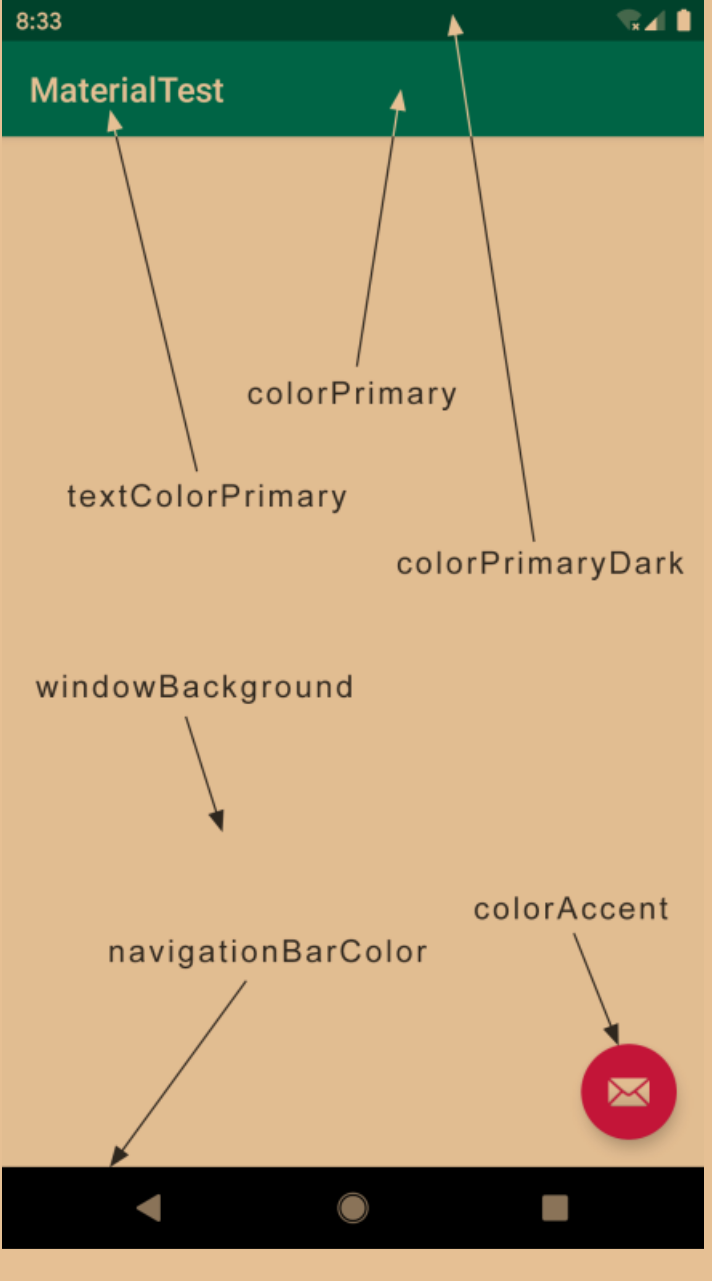 8:33
MaterialTest
colorPrimary
textColorPrimary
colorPrimaryDark
windowBackground
colorAccent
navigationBarColor